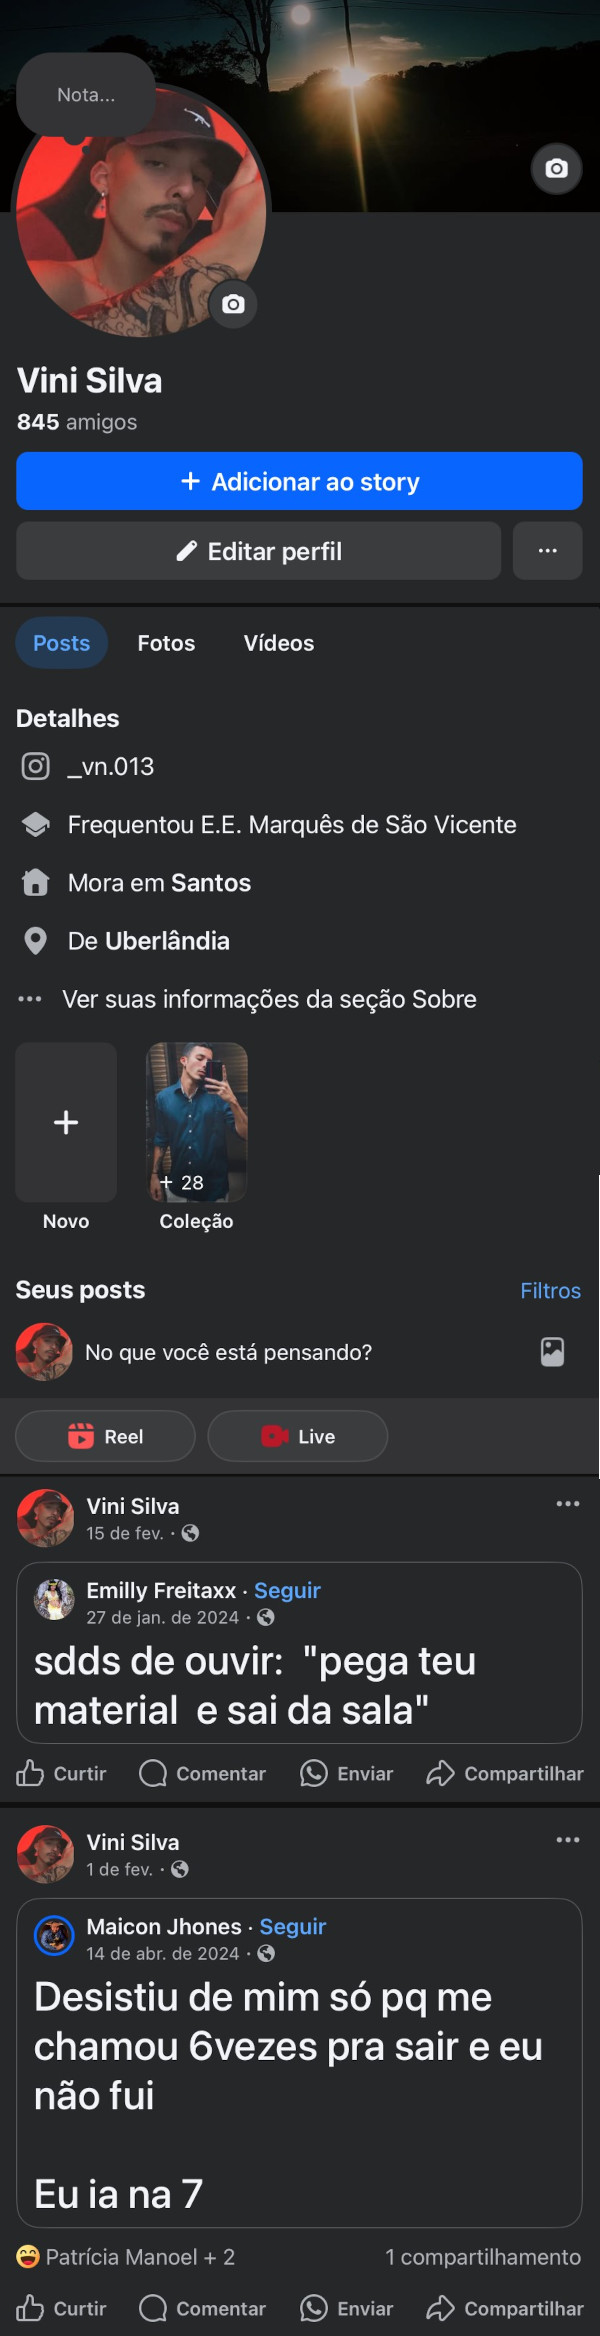 Nota...
Vini Silva
845 amigos
+ Adicionar ao story
Editar perfil
Posts Fotos Vídeos
Detalhes
_vn.013
Frequentou E.E. Marquês de São Vicente
Mora em Santos
De Uberlândia
Ver suas informações da seção Sobre
+ 28
Novo Coleção
Seus posts Filtros
No que você está pensando?
Reel Live
Vini Silva
15 de fev. ·
Emilly Freitaxx · Seguir
27 de jan. de 2024 ·
sdds de ouvir:  "pega teu
material  e sai da sala"
Curtir Comentar Enviar Compartilhar
Vini Silva
1 de fev. ·
Maicon Jhones · Seguir
14 de abr. de 2024 ·
Desistiu de mim só pq me
chamou 6vezes pra sair e eu
não fui
Eu ia na 7
Patrícia Manoel + 2 1 compartilhamento
Curtir Comentar Enviar Compartilhar